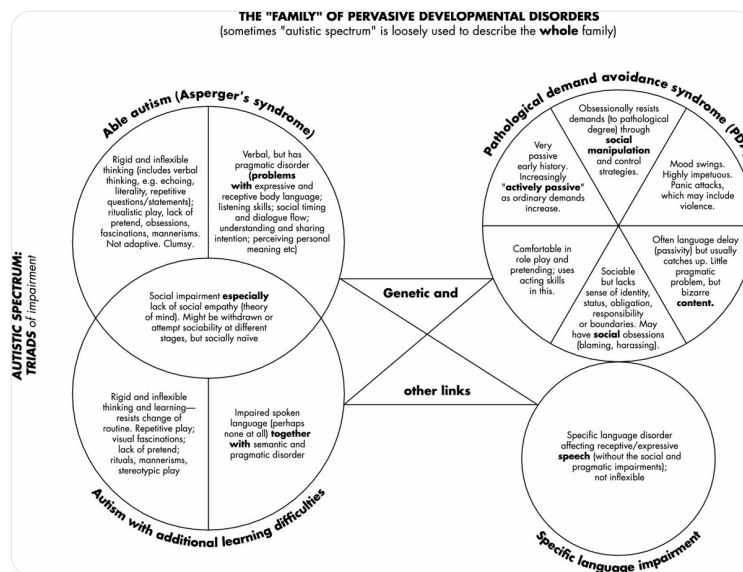 THE "FAMILY" OF PERVASIVE DEVELOPMENTAL DISORDERS
(sometimes "autistic spectrum" is loosely used to describe the whole family)
AUTISTIC SPECTRUM:
TRIADS of impairment
Able autism (Asperger's syndrome)
Rigid and inflexible
thinking (includes verbal
thinking, e.g. echoing,
literality, repetitive
questions/statements);
ritualistic play, lack of
pretend, obsessions,
fascinations, mannerisms.
Not adaptive. Clumsy.
Verbal, but has
pragmatic disorder
(problems
with expressive and
receptive body language;
listening skills; social timing
and dialogue flow;
understanding and sharing
intention; perceiving personal
meaning etc)
Social impairment especially
lack of social empathy (theory
of mind). Might be withdrawn or
attempt sociability at different
stages, but socially naïve
Rigid and inflexible
thinking and learning—
resists change of
routine. Repetitive play;
visual fascinations;
lack of pretend;
rituals, mannerisms,
stereotypic play
Impaired spoken
language (perhaps
none at all) together
with semantic and
pragmatic disorder
Autism with additional learning difficulties
Genetic and
other links
Pathological demand avoidance syndrome (PD
Very
passive
early history.
Increasingly
"actively passive"
as ordinary demands
increase.
Obsessionally resists
demands (to pathological
degree) through
social
manipulation
and control
strategies.
Mood swings.
Highly impetuous.
Panic attacks,
which may include
violence.
Comfortable in
role play and
pretending; uses
acting skills
in this.
Sociable
but lacks
sense of identity,
status, obligation,
responsibility
or boundaries. May
have social obsessions
(blaming, harassing).
Often language delay
(passivity) but usually
catches up. Little
pragmatic
problem, but
bizarre
content.
Specific language disorder
affecting receptive/expressive
speech (without the social and
pragmatic impairments);
not inflexible
Specific language impairment